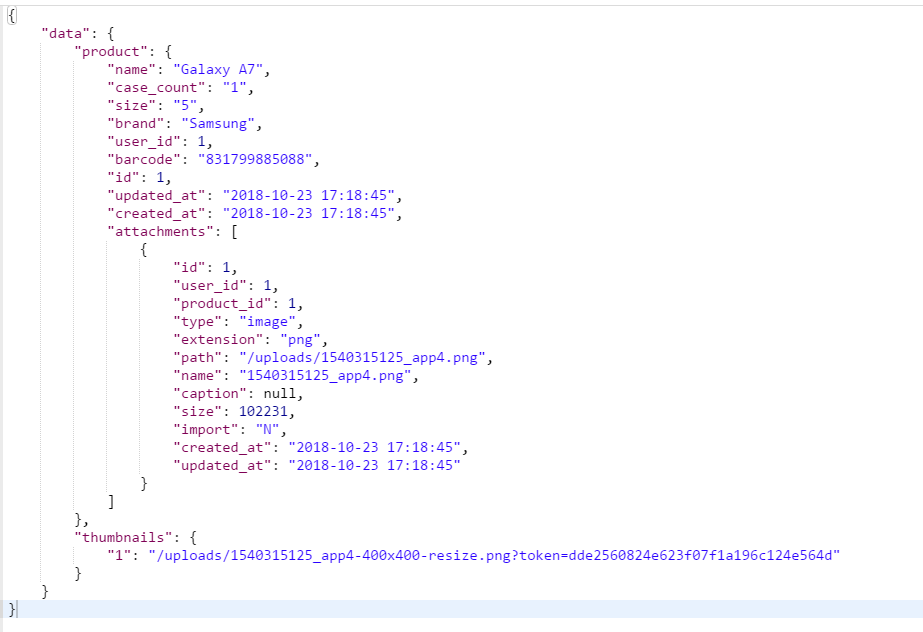 {
    "data": {
        "product": {
            "name": "Galaxy A7",
            "case_count": "1",
            "size": "5",
            "brand": "Samsung",
            "user_id": 1,
            "barcode": "831799885088",
            "id": 1,
            "updated_at": "2018-10-23 17:18:45",
            "created_at": "2018-10-23 17:18:45",
            "attachments": [
                {
                    "id": 1,
                    "user_id": 1,
                    "product_id": 1,
                    "type": "image",
                    "extension": "png",
                    "path": "/uploads/1540315125_app4.png",
                    "name": "1540315125_app4.png",
                    "caption": null,
                    "size": 102231,
                    "import": "N",
                    "created_at": "2018-10-23 17:18:45",
                    "updated_at": "2018-10-23 17:18:45"
                }
            ]
        },
        "thumbnails": {
            "1": "/uploads/1540315125_app4-400x400-resize.png?token=dde2560824e623f07f1a196c124e564d"
        }
    }
}